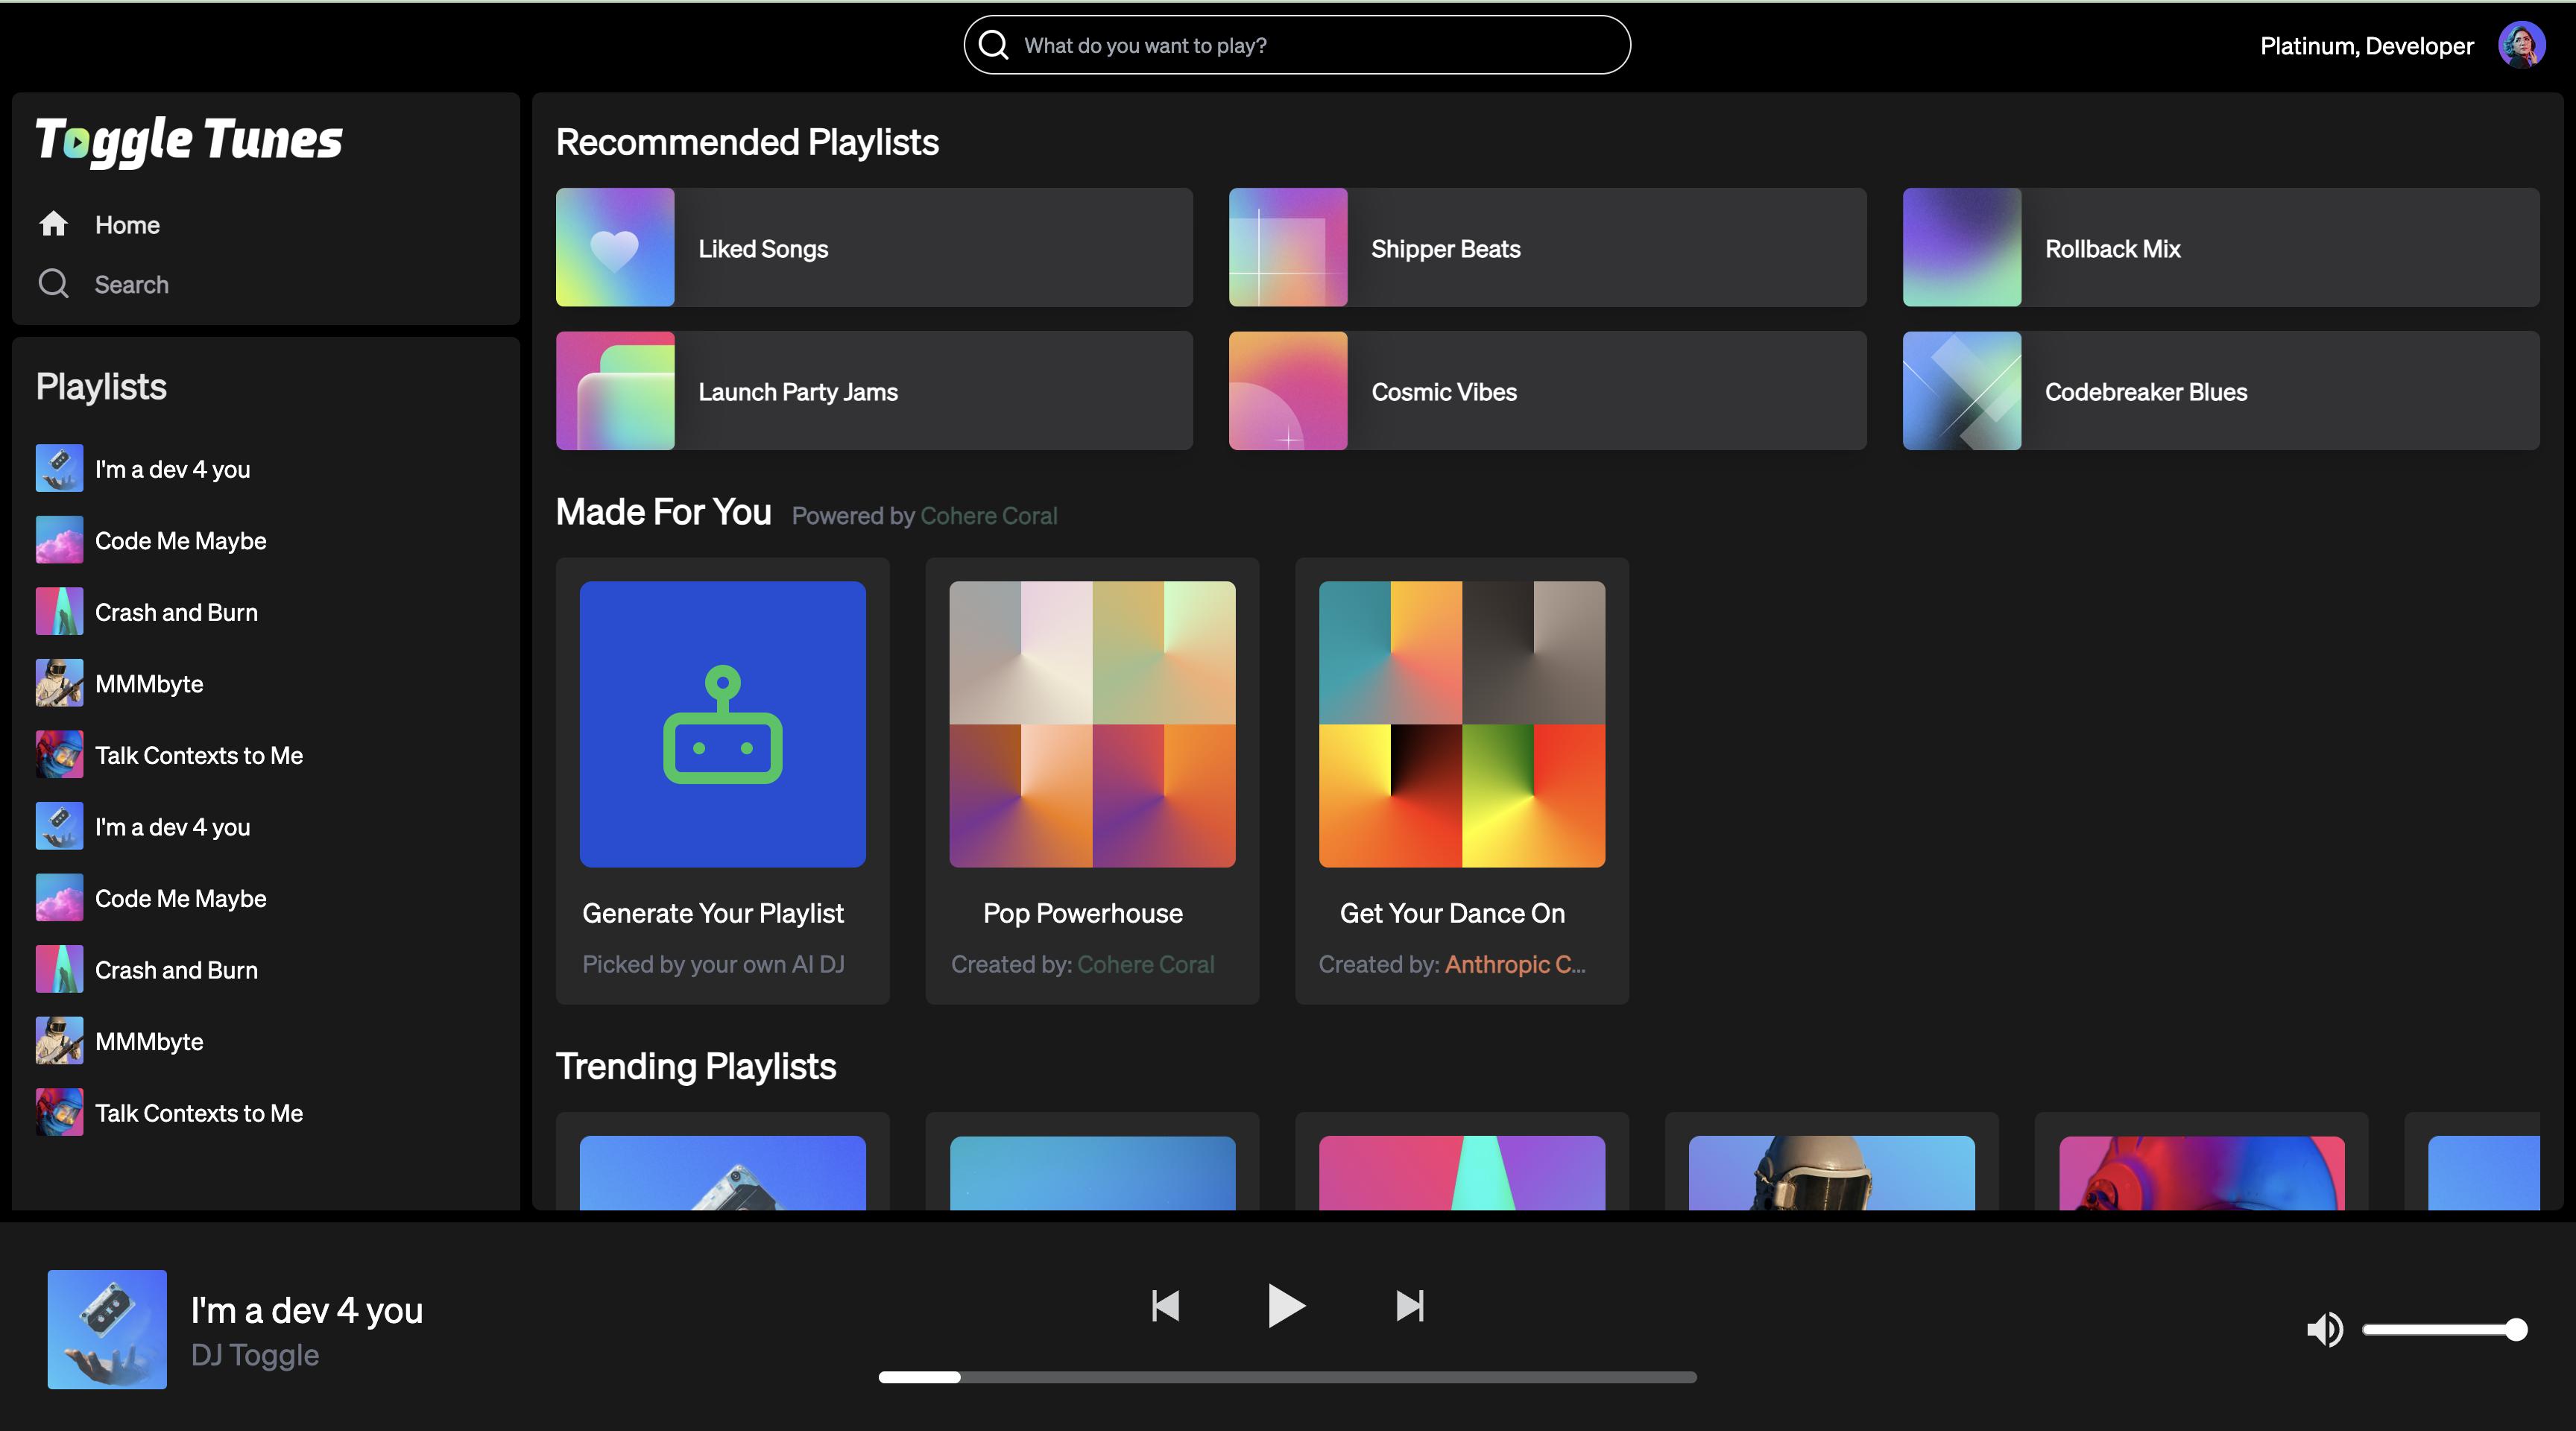 What do you want to play?
Platinum, Developer
Toggle Tunes
Home
Search
Playlists
I'm a dev 4 you
Code Me Maybe
Crash and Burn
MMMbyte
Talk Contexts to Me
I'm a dev 4 you
Code Me Maybe
Crash and Burn
MMMbyte
Talk Contexts to Me
Recommended Playlists
Liked Songs
Shipper Beats
Rollback Mix
Launch Party Jams
Cosmic Vibes
Codebreaker Blues
Made For You Powered by Cohere Coral
Generate Your Playlist
Picked by your own AI DJ
Pop Powerhouse
Created by: Cohere Coral
Get Your Dance On
Created by: Anthropic C...
Trending Playlists
I'm a dev 4 you
DJ Toggle